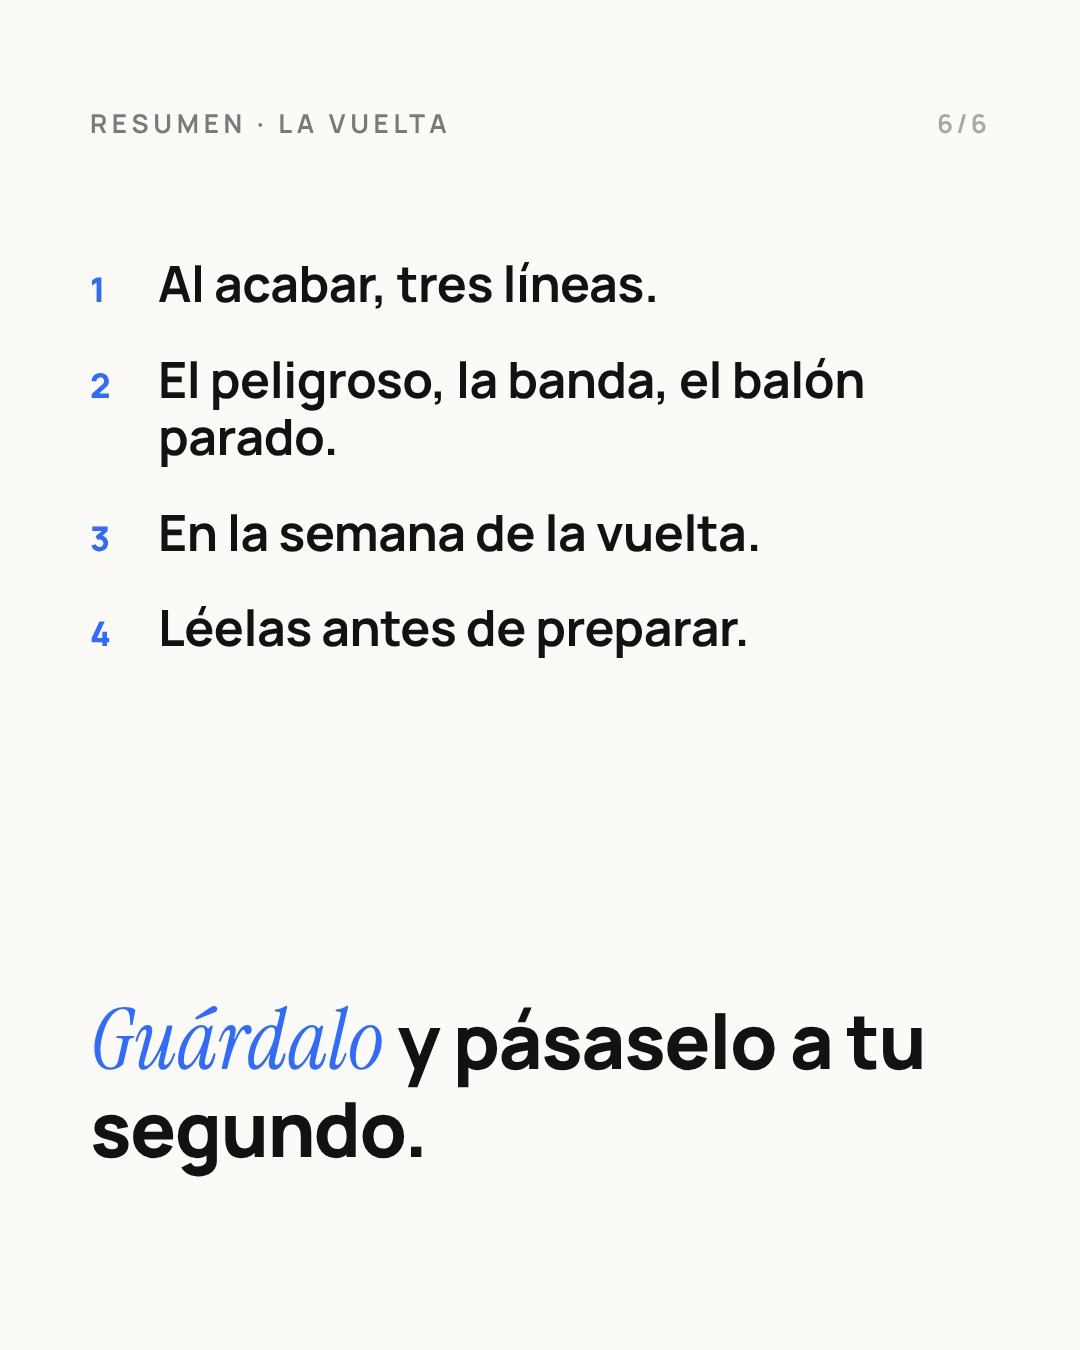 RESUMEN · LA VUELTA 6/6
1 Al acabar, tres líneas.
2 El peligroso, la banda, el balón
parado.
3 En la semana de la vuelta.
4 Léelas antes de preparar.
Guárdalo y pásaselo a tu
segundo.